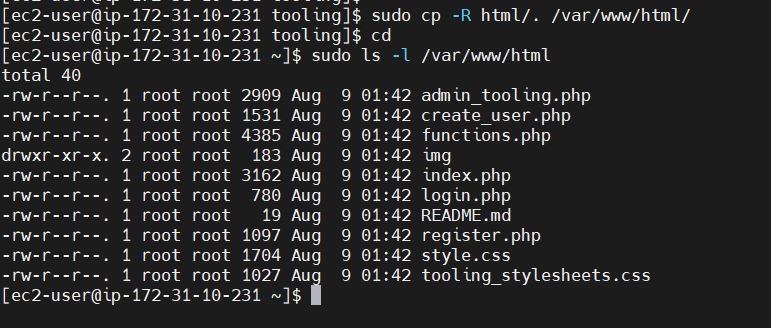 [ec2-user@ip-172-31-10-231 tooling]$ sudo cp -R html/. /var/www/html/
[ec2-user@ip-172-31-10-231 tooling]$ cd
[ec2-user@ip-172-31-10-231 ~]$ sudo ls -l /var/www/html
total 40
-rw-r--r--. 1 root root 2909 Aug  9 01:42 admin_tooling.php
-rw-r--r--. 1 root root 1531 Aug  9 01:42 create_user.php
-rw-r--r--. 1 root root 4385 Aug  9 01:42 functions.php
drwxr-xr-x. 2 root root  183 Aug  9 01:42 img
-rw-r--r--. 1 root root 3162 Aug  9 01:42 index.php
-rw-r--r--. 1 root root  780 Aug  9 01:42 login.php
-rw-r--r--. 1 root root   19 Aug  9 01:42 README.md
-rw-r--r--. 1 root root 1097 Aug  9 01:42 register.php
-rw-r--r--. 1 root root 1704 Aug  9 01:42 style.css
-rw-r--r--. 1 root root 1027 Aug  9 01:42 tooling_stylesheets.css
[ec2-user@ip-172-31-10-231 ~]$